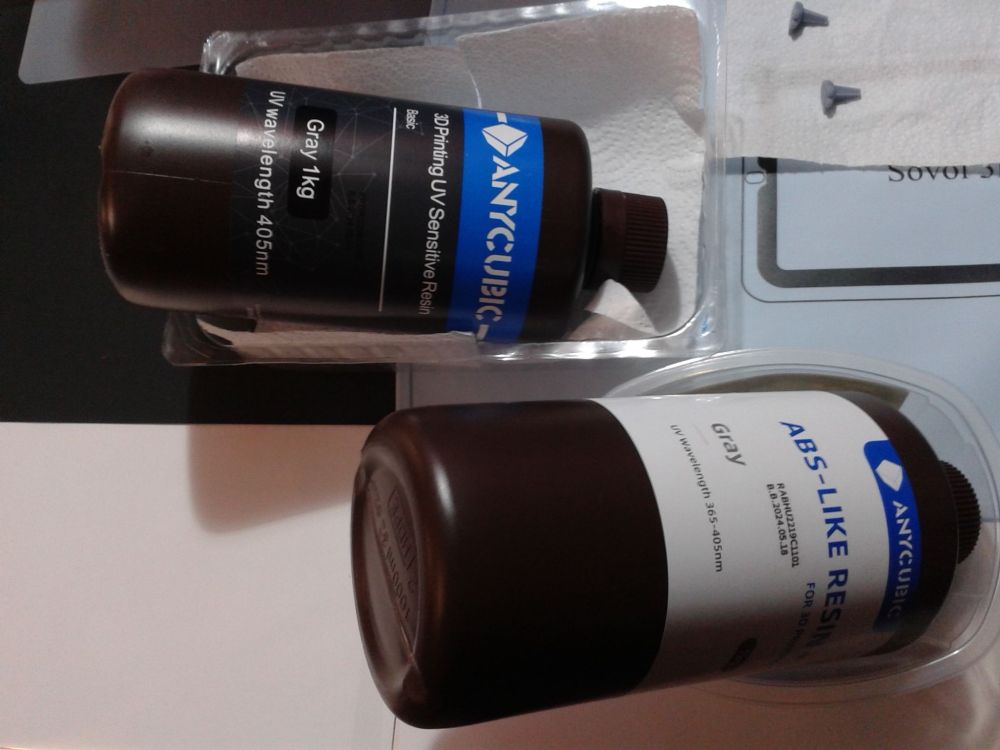 ANYCUBIC
3D Printing UV Sensitive Resin
Basic
Gray 1kg
UV wavelength 405nm
Sovol
ANYCUBIC
ABS-LIKE RESIN
FOR 3D
RABHU2219C1101
B.B.2024.05.18
Gray
UV Wavelength 365-405nm